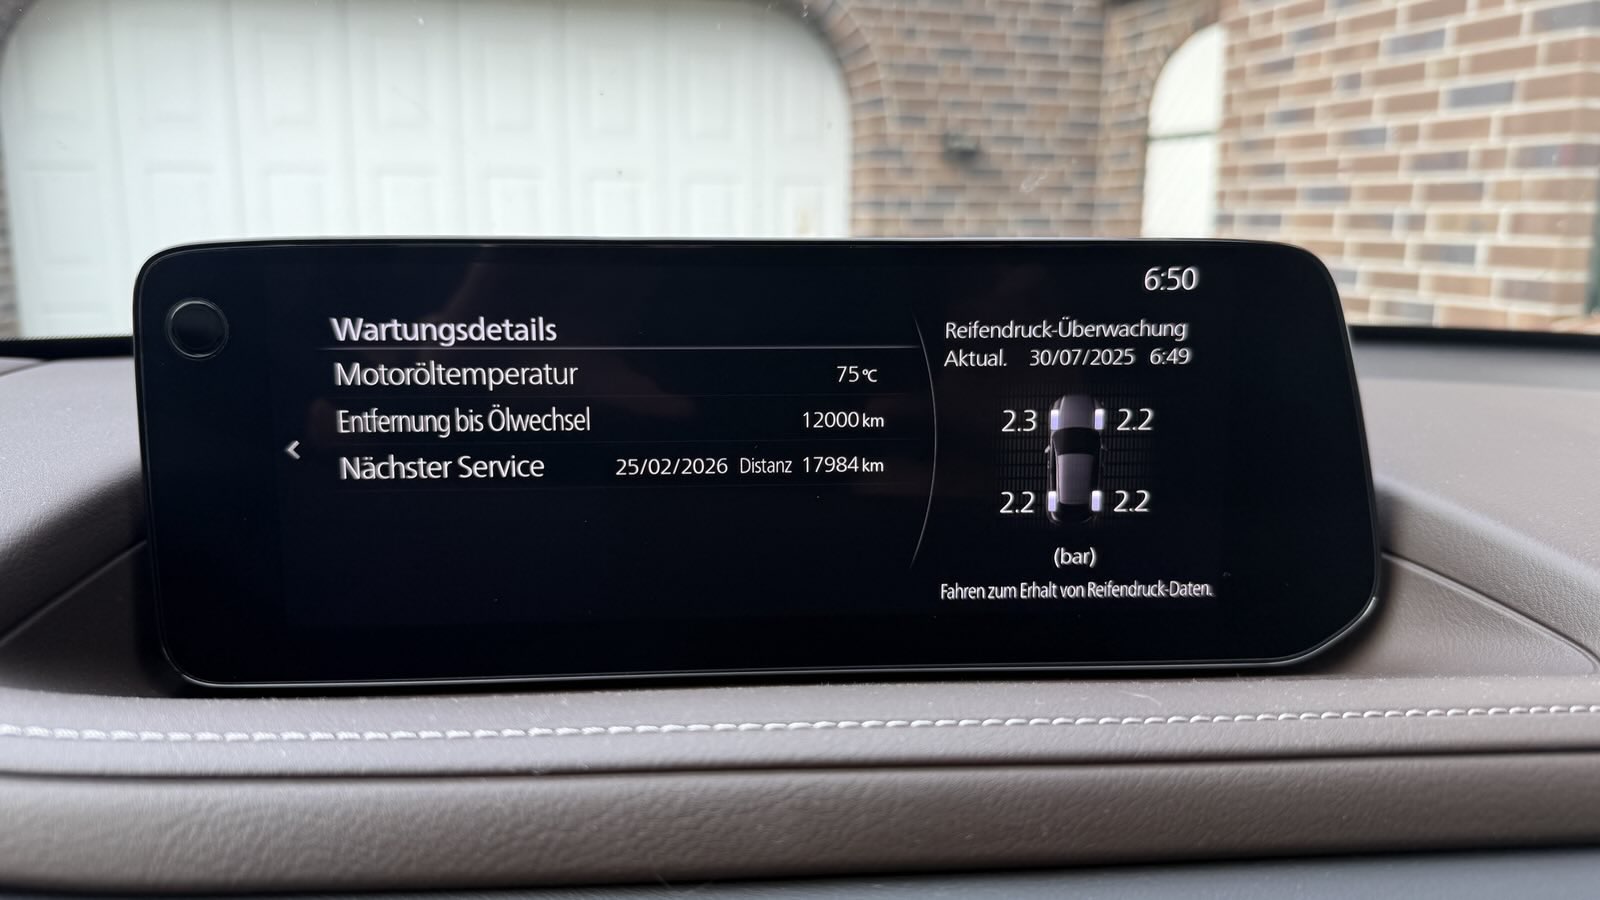 6:50
Wartungsdetails
Motoröltemperatur 75℃
Entfernung bis Ölwechsel 12000 km
Nächster Service 25/02/2026 Distanz 17984 km
Reifendruck-Überwachung
Aktual. 30/07/2025 6:49
2.3 2.2
2.2 2.2
(bar)
Fahren zum Erhalt von Reifendruck-Daten.